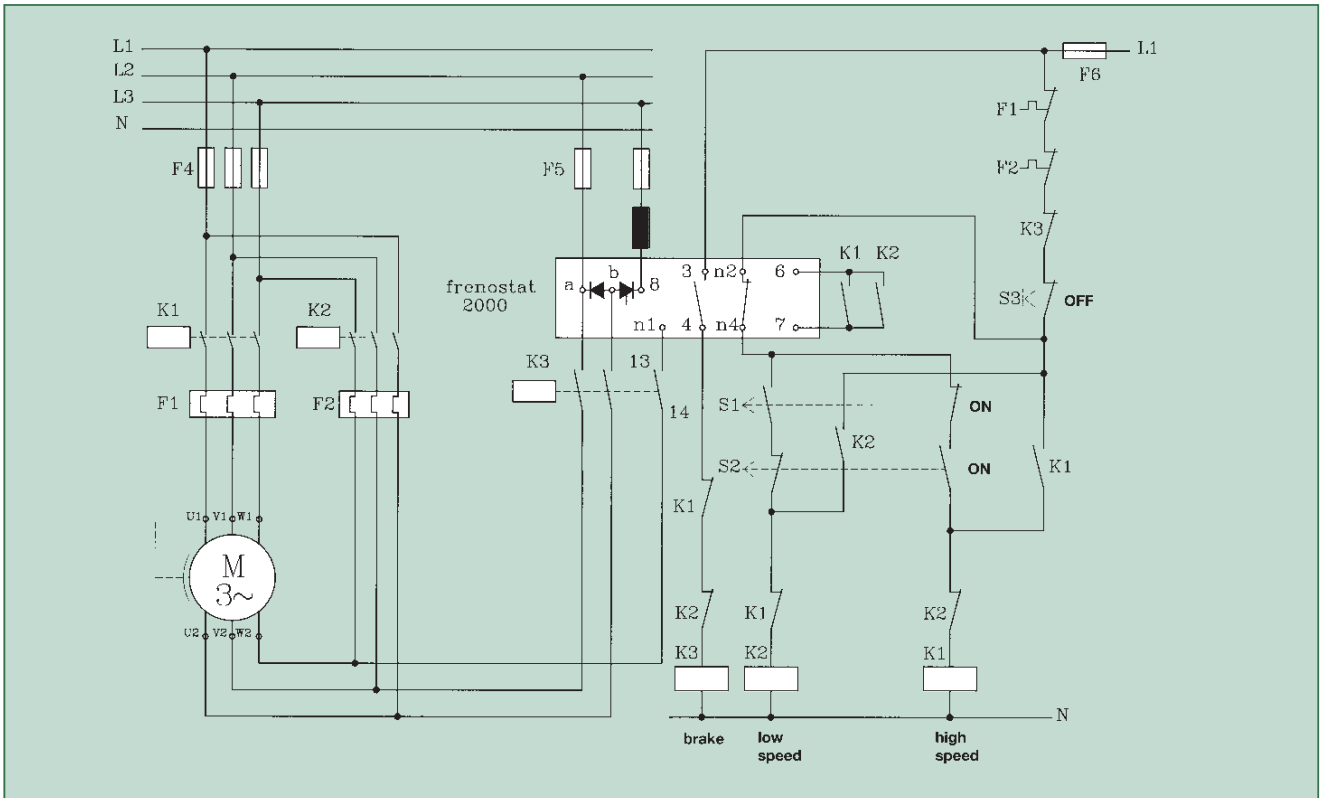 L1
L2
L3
N
F4
F5
L1
F6
F1
F2
K3
S3 OFF
frenostat
2000
a b 8
3 n2 6
n1 4 n4 7
K1 K2
K1 K2
F1 F2
K3 13
14
S1 ON
K2
S2 ON
K1
K1
U1 V1 W1
M
3~
U2 V2 W2
K2 K1 K2
K3 K2 K1
N
brake
low
speed
high
speed